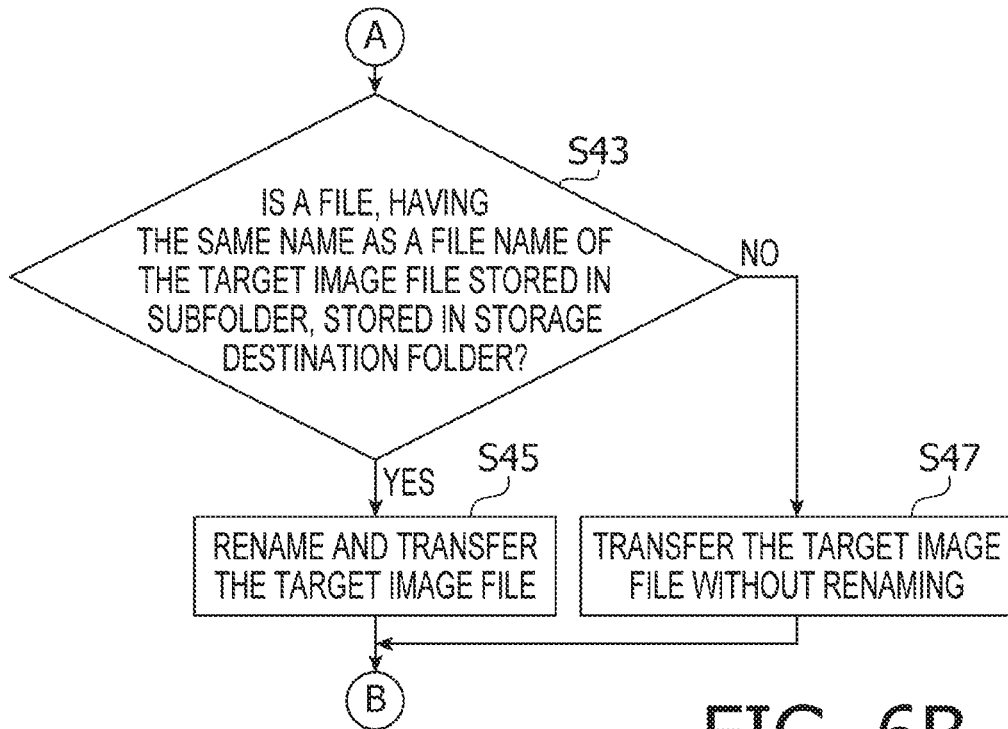 A
S43
IS A FILE, HAVING
THE SAME NAME AS A FILE NAME OF
THE TARGET IMAGE FILE STORED IN
SUBFOLDER, STORED IN STORAGE
DESTINATION FOLDER?
NO
YES
S45
S47
RENAME AND TRANSFER
THE TARGET IMAGE FILE
TRANSFER THE TARGET IMAGE
FILE WITHOUT RENAMING
B
FIG. 6B